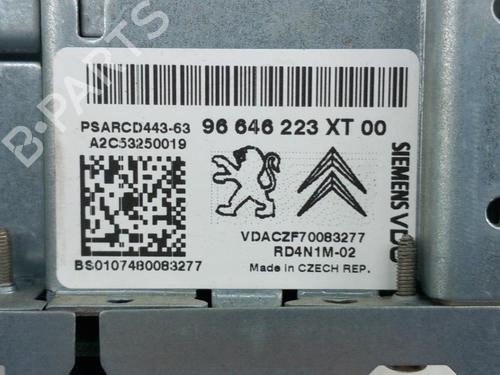 PSARCD443-63
96 646 223 XT 00
A2C53250019
SIEMENS VDO
VDACZF70083277
RD4N1M-02
BS0107480083277
Made in CZECH REP.
B-PARTS